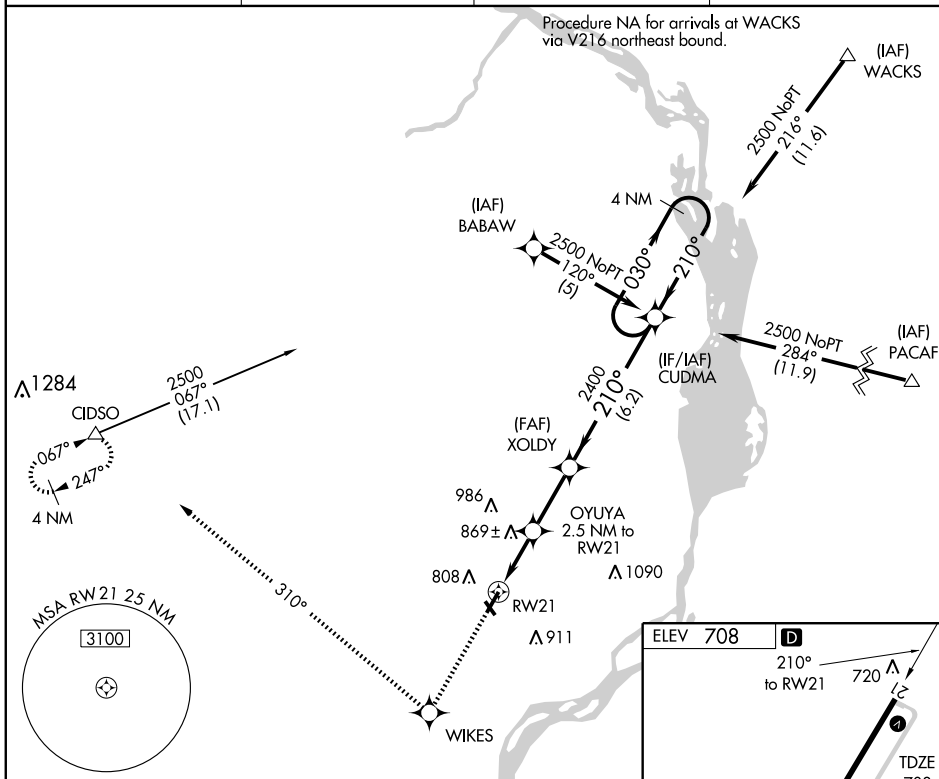 Procedure NA for arrivals at WACKS
via V216 northeast bound.
(IAF)
WACKS
2500 NoPT
216°
(11.6)
4 NM
(IAF)
BABAW
2500 NoPT
120°
(5)
030°
210°
2500 NoPT
284°
(11.9)
(IAF)
PACAF
(IF/IAF)
CUDMA
2400
210°
(6.2)
1284
2500
067°
(17.1)
CIDSO
067°
247°
4 NM
(FAF)
XOLDY
986
869±
OYUYA
2.5 NM to
RW21
808
1090
310°
RW21
911
MSA RW21 25 NM
3100
WIKES
ELEV 708
D
210°
to RW21
720
21
V
TDZE